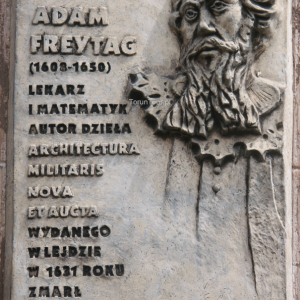 ADAM
FREYTAG
(1608-1650)
LEKARZ
I MATEMATYK
AUTOR DZIEŁA
ARCHITECTURA
MILITARIS
NOVA
ET AUCTA
WYDANEGO
W LEJDZIE
W 1631 ROKU
ZMARŁ